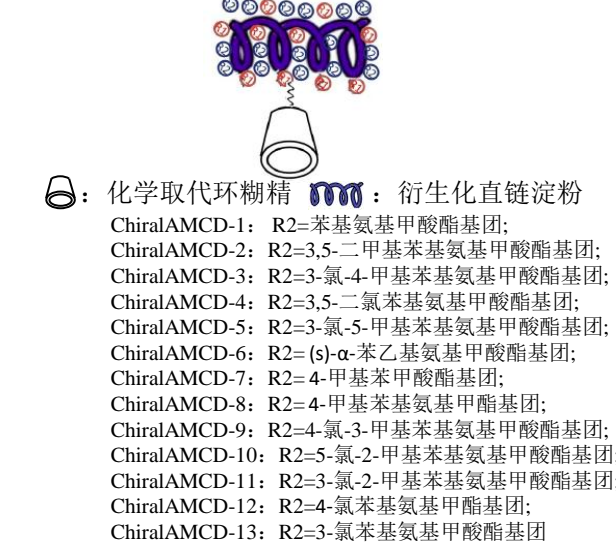 ：化学取代环糊精 ：衍生化直链淀粉
ChiralAMCD-1：R2=苯基氨基甲酸酯基团;
ChiralAMCD-2：R2=3,5-二甲基苯基氨基甲酸酯基团;
ChiralAMCD-3：R2=3-氯-4-甲基苯基氨基甲酸酯基团;
ChiralAMCD-4：R2=3,5-二氯苯基氨基甲酸酯基团;
ChiralAMCD-5：R2=3-氯-5-甲基苯基氨基甲酸酯基团;
ChiralAMCD-6：R2= (s)-α-苯乙基氨基甲酸酯基团;
ChiralAMCD-7：R2= 4-甲基苯甲酸酯基团;
ChiralAMCD-8：R2= 4-甲基苯基氨基甲酯基团;
ChiralAMCD-9：R2=4-氯-3-甲基苯基氨基甲酸酯基团;
ChiralAMCD-10：R2=5-氯-2-甲基苯基氨基甲酸酯基团;
ChiralAMCD-11：R2=3-氯-2-甲基苯基氨基甲酸酯基团;
ChiralAMCD-12：R2=4-氯苯基氨基甲酯基团;
ChiralAMCD-13：R2=3-氯苯基氨基甲酸酯基团